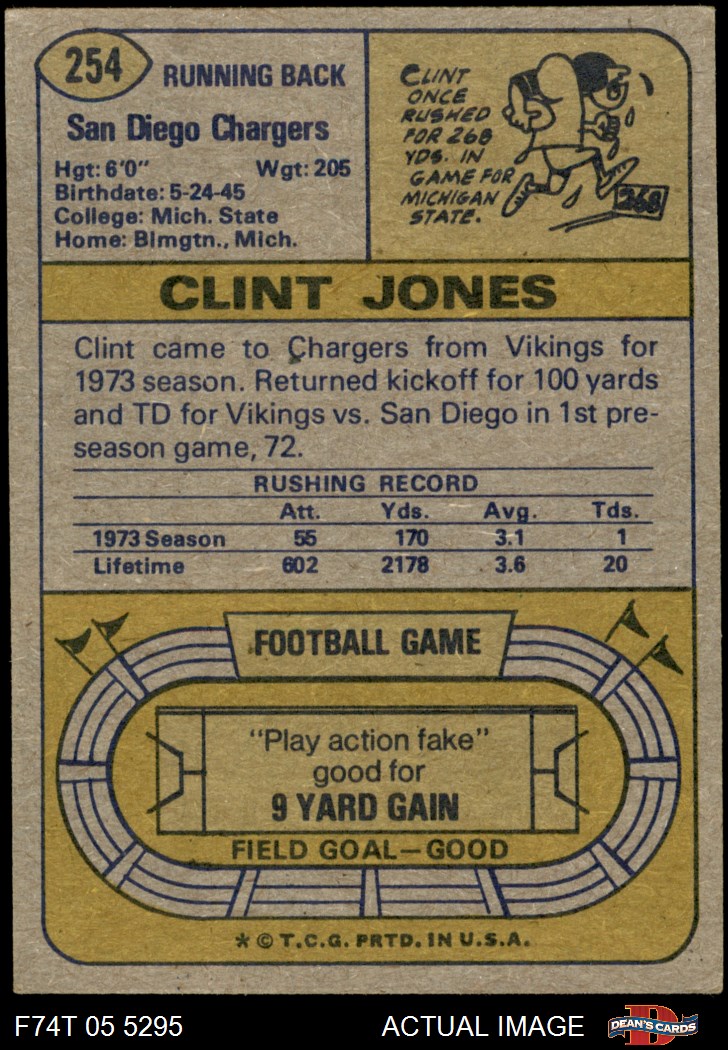 254
RUNNING BACK
San Diego Chargers
Hgt: 6'0" Wgt: 205
Birthdate: 5-24-45
College: Mich. State
Home: Blmgtn., Mich.
CLINT
ONCE
RUSHED
FOR 268
YDS. IN
GAME FOR
MICHIGAN
STATE.
268
CLINT JONES
Clint came to Chargers from Vikings for
1973 season. Returned kickoff for 100 yards
and TD for Vikings vs. San Diego in 1st pre-
season game, 72.
RUSHING RECORD
Att. Yds. Avg. Tds.
1973 Season 55 170 3.1 1
Lifetime 602 2178 3.6 20
FOOTBALL GAME
"Play action fake"
good for
9 YARD GAIN
FIELD GOAL—GOOD
* © T.C.G. PRTD. IN U.S.A.
F74T 05 5295 ACTUAL IMAGE
D
DEAN'S CARDS